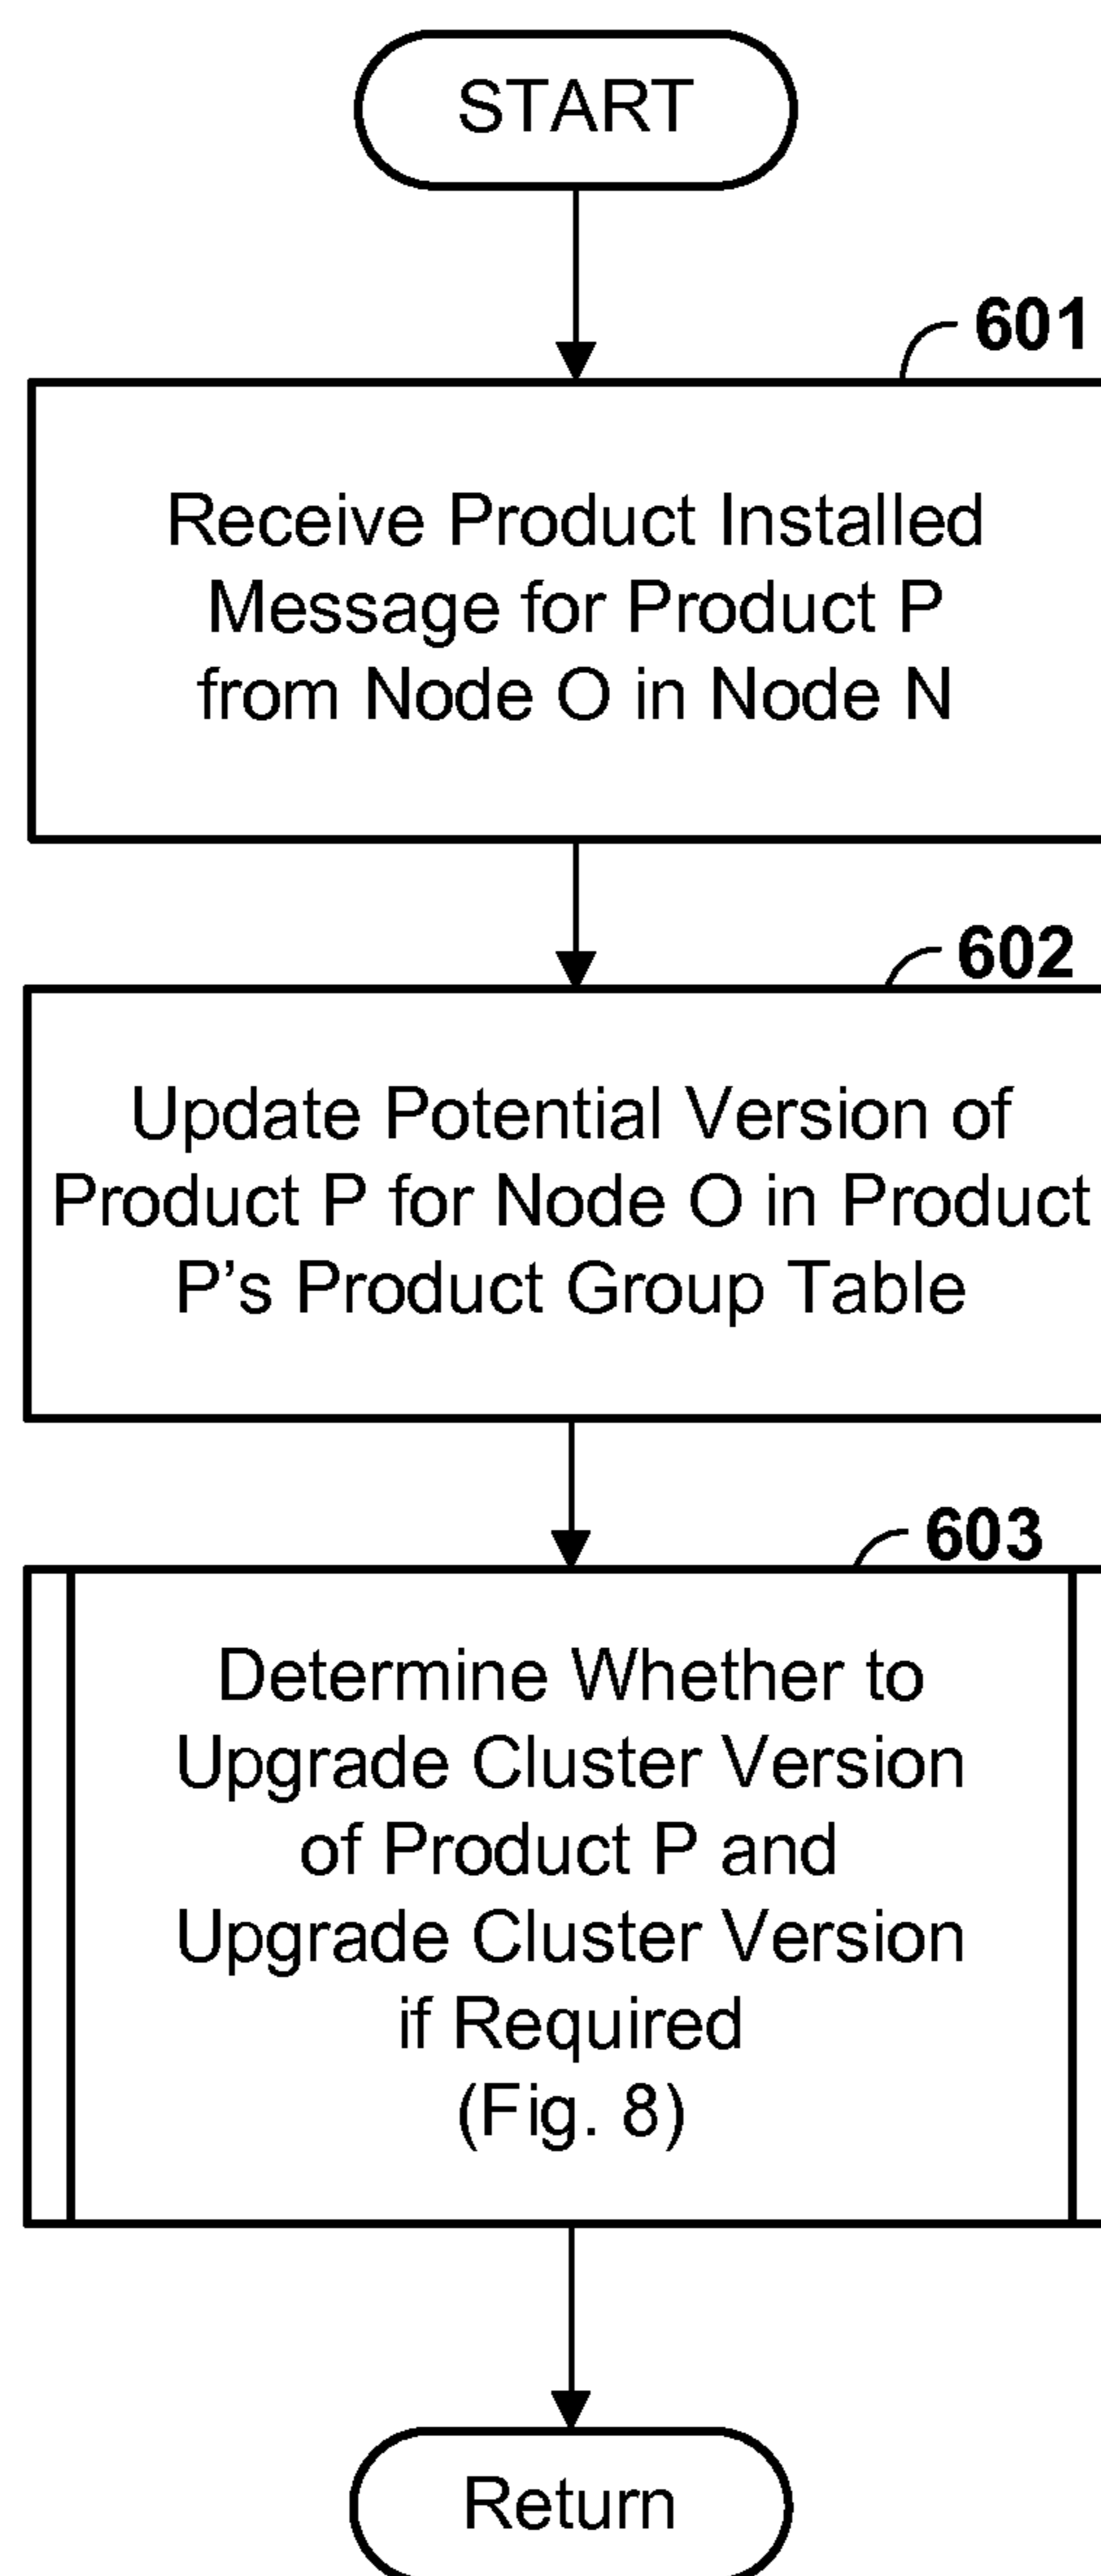 START
601
Receive Product Installed
Message for Product P
from Node O in Node N
602
Update Potential Version of
Product P for Node O in Product
P’s Product Group Table
603
Determine Whether to
Upgrade Cluster Version
of Product P and
Upgrade Cluster Version
if Required
(Fig. 8)
Return